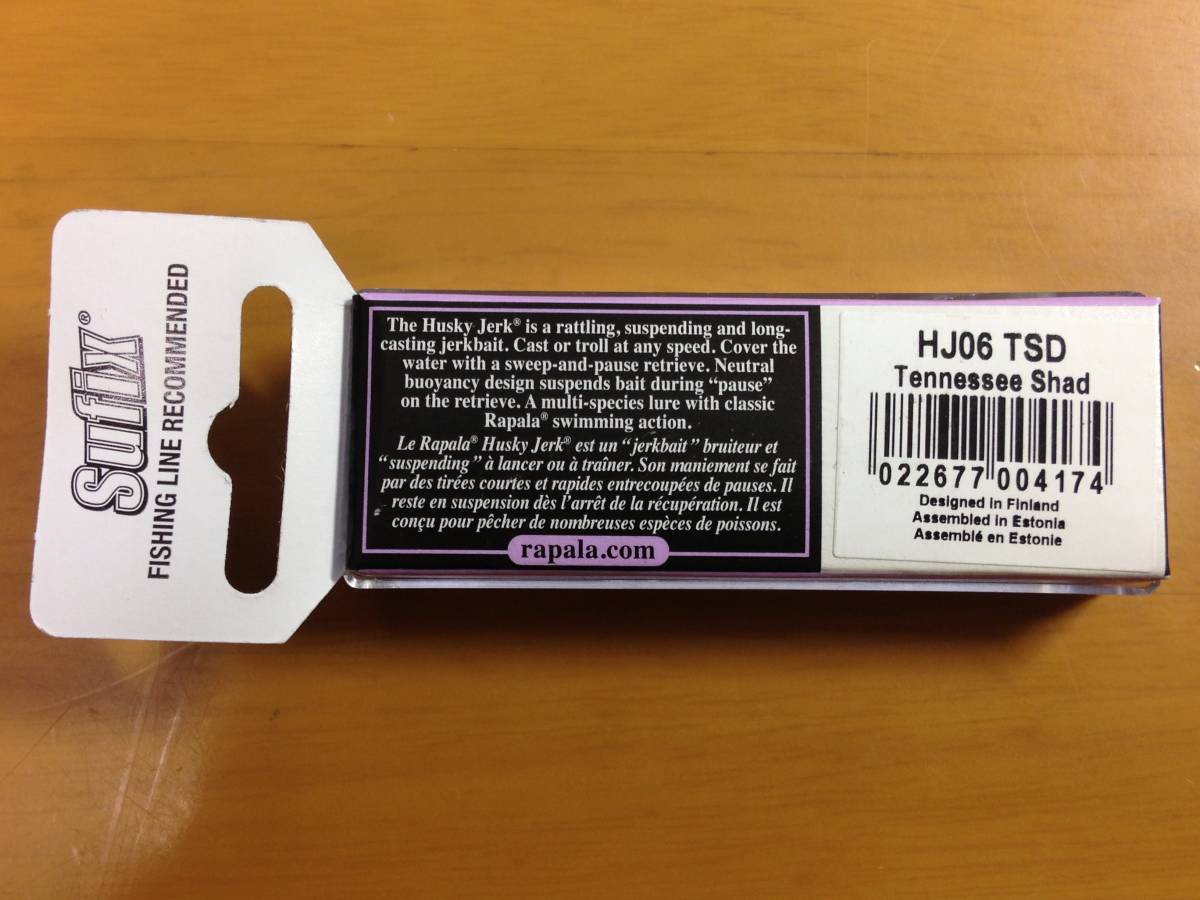 Sufix®
FISHING LINE RECOMMENDED
The Husky Jerk® is a rattling, suspending and long-
casting jerkbait. Cast or troll at any speed. Cover the
water with a sweep-and-pause retrieve. Neutral
buoyancy design suspends bait during “pause”
on the retrieve. A multi-species lure with classic
Rapala® swimming action.
Le Rapala® Husky Jerk® est un “jerkbait” bruiteur et
“suspending” à lancer ou à traîner. Son maniement se fait
par des tirées courtes et rapides entrecoupées de pauses. Il
reste en suspension dès l’arrêt de la récupération. Il est
conçu pour pêcher de nombreuses espèces de poissons.
rapala.com
HJ06 TSD
Tennessee Shad
022677 004174
Designed in Finland
Assembled in Estonia
Assemblé en Estonie